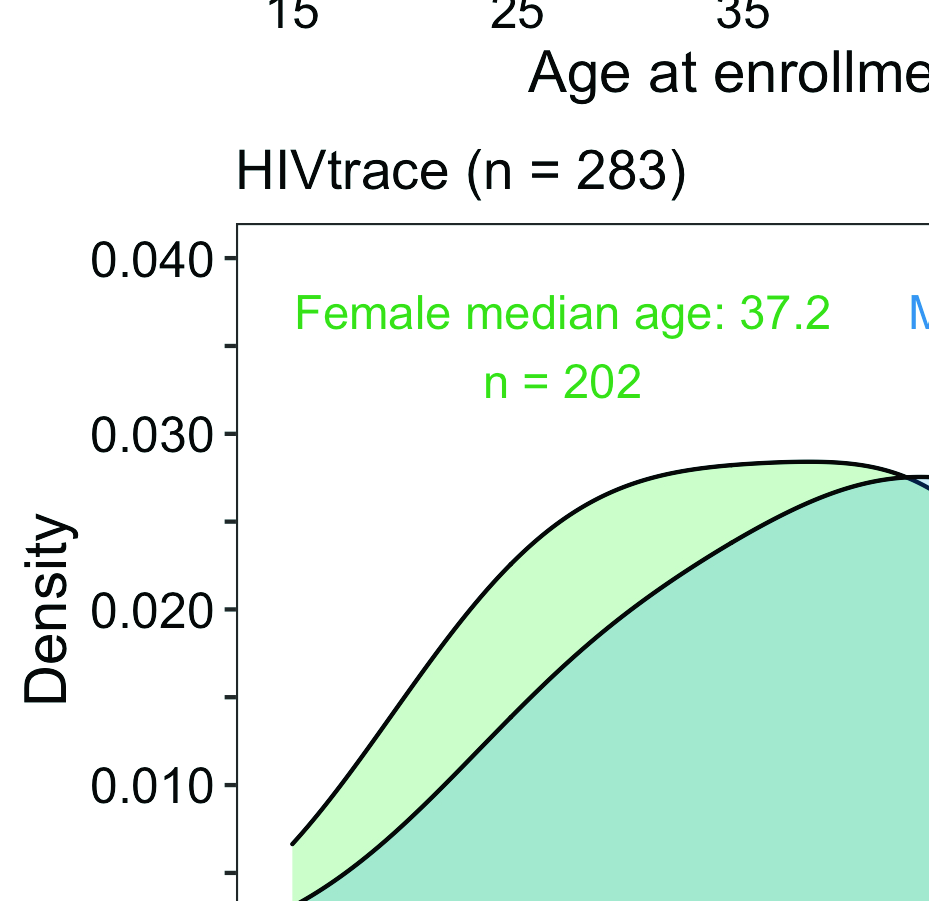 15 25 35
Age at enrollme
HIVtrace (n = 283)
0.040
Female median age: 37.2 M
n = 202
0.030
Density
0.020
0.010